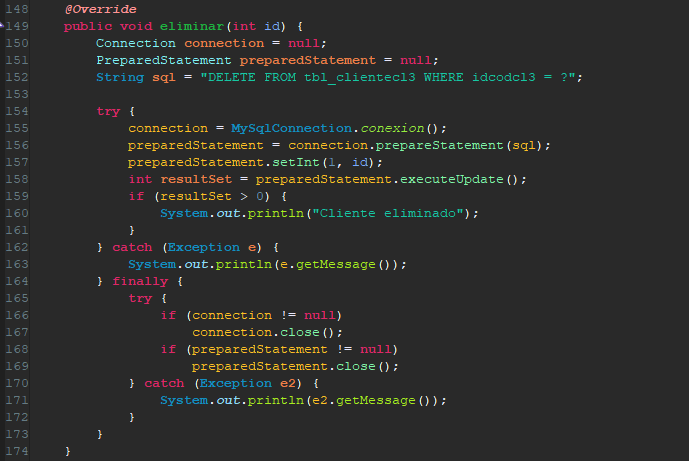 148     @Override
149     public void eliminar(int id) {
150         Connection connection = null;
151         PreparedStatement preparedStatement = null;
152         String sql = "DELETE FROM tbl_clientecl3 WHERE idcodcl3 = ?";
153
154         try {
155             connection = MySqlConnection.conexion();
156             preparedStatement = connection.prepareStatement(sql);
157             preparedStatement.setInt(1, id);
158             int resultSet = preparedStatement.executeUpdate();
159             if (resultSet > 0) {
160                 System.out.println("Cliente eliminado");
161             }
162         } catch (Exception e) {
163             System.out.println(e.getMessage());
164         } finally {
165             try {
166                 if (connection != null)
167                     connection.close();
168                 if (preparedStatement != null)
169                     preparedStatement.close();
170             } catch (Exception e2) {
171                 System.out.println(e2.getMessage());
172             }
173         }
174     }